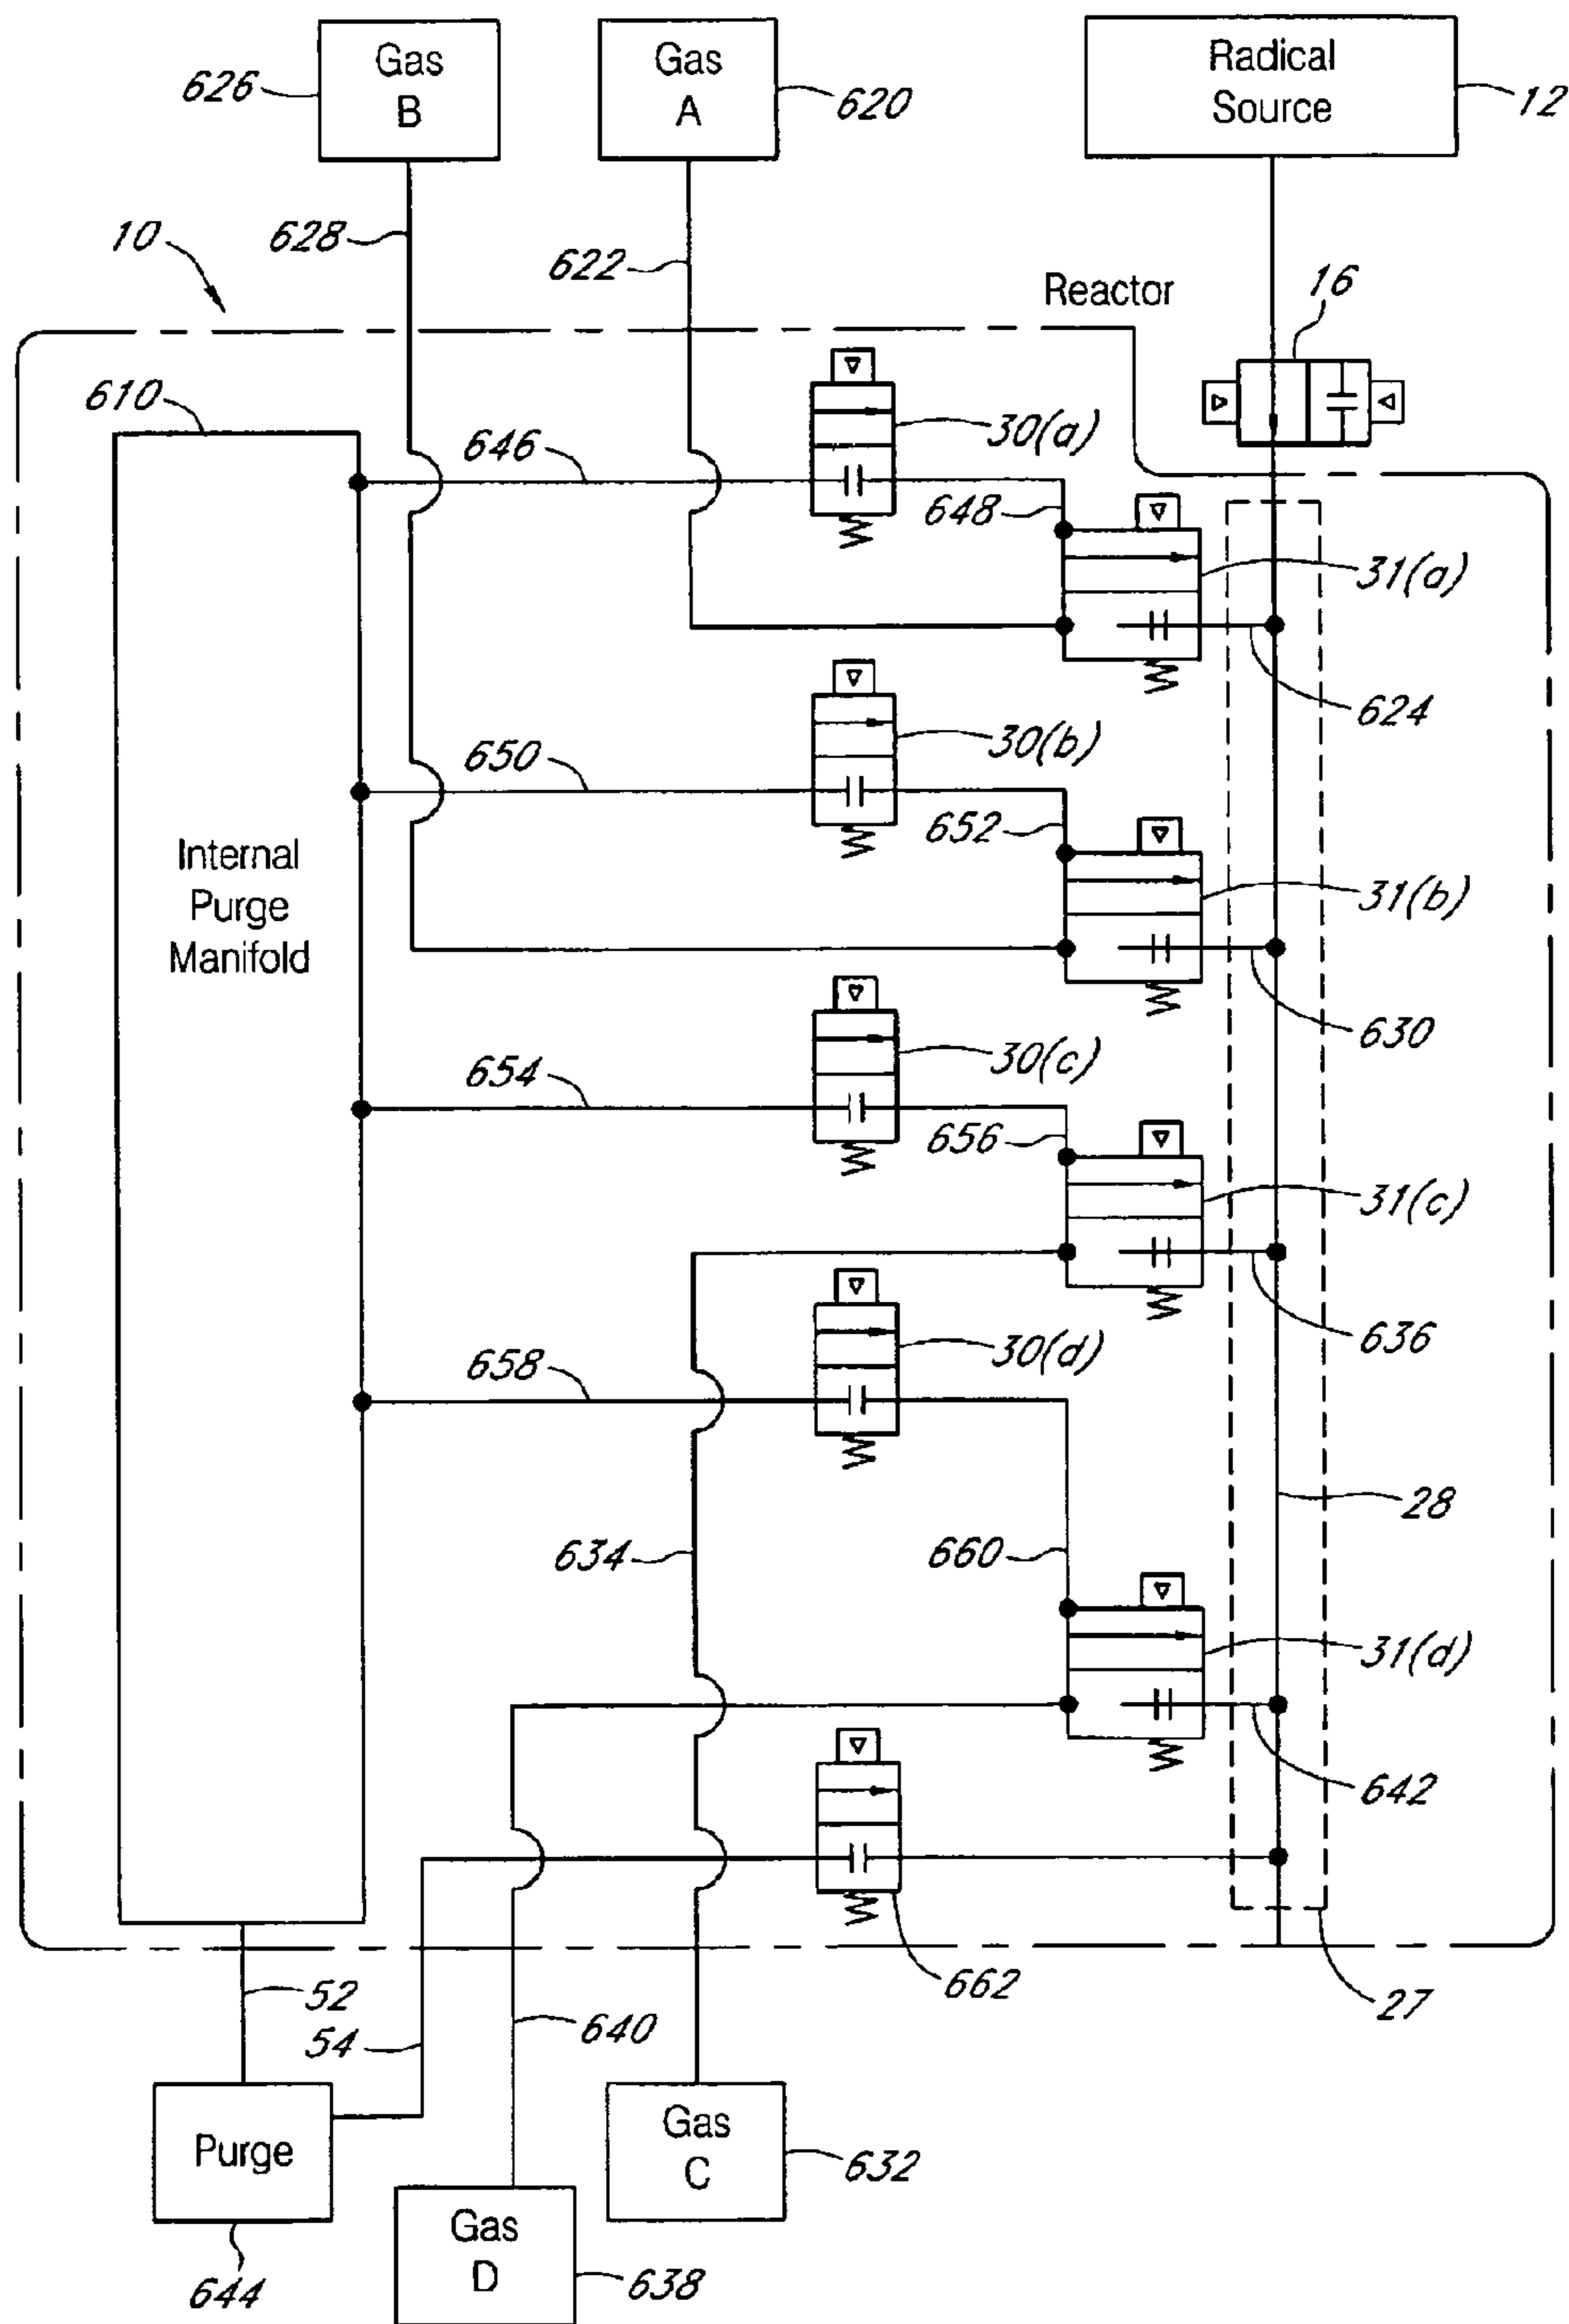 Gas
B
626
Gas
A
620
Radical
Source
12
10
628
622
Reactor
16
610
646
30(a)
648
31(a)
624
30(b)
650
652
31(b)
630
Internal
Purge
Manifold
30(c)
654
656
31(c)
636
30(d)
658
28
634
660
31(d)
642
662
27
52
54
640
Purge
644
Gas
C
632
Gas
D
638